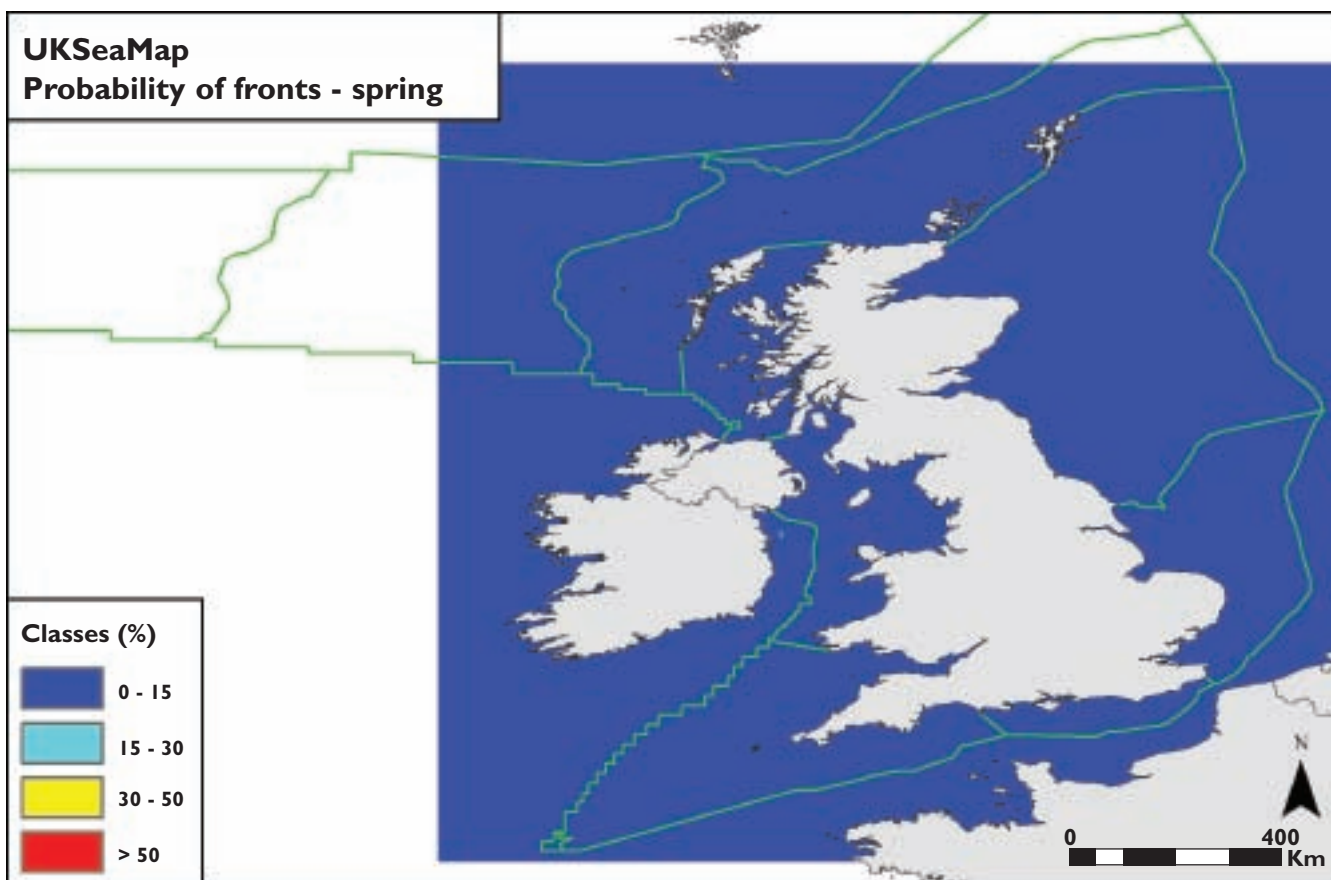 UKSeaMap
Probability of fronts - spring
Classes (%)
0 - 15
15 - 30
30 - 50
> 50
N
0 400
Km